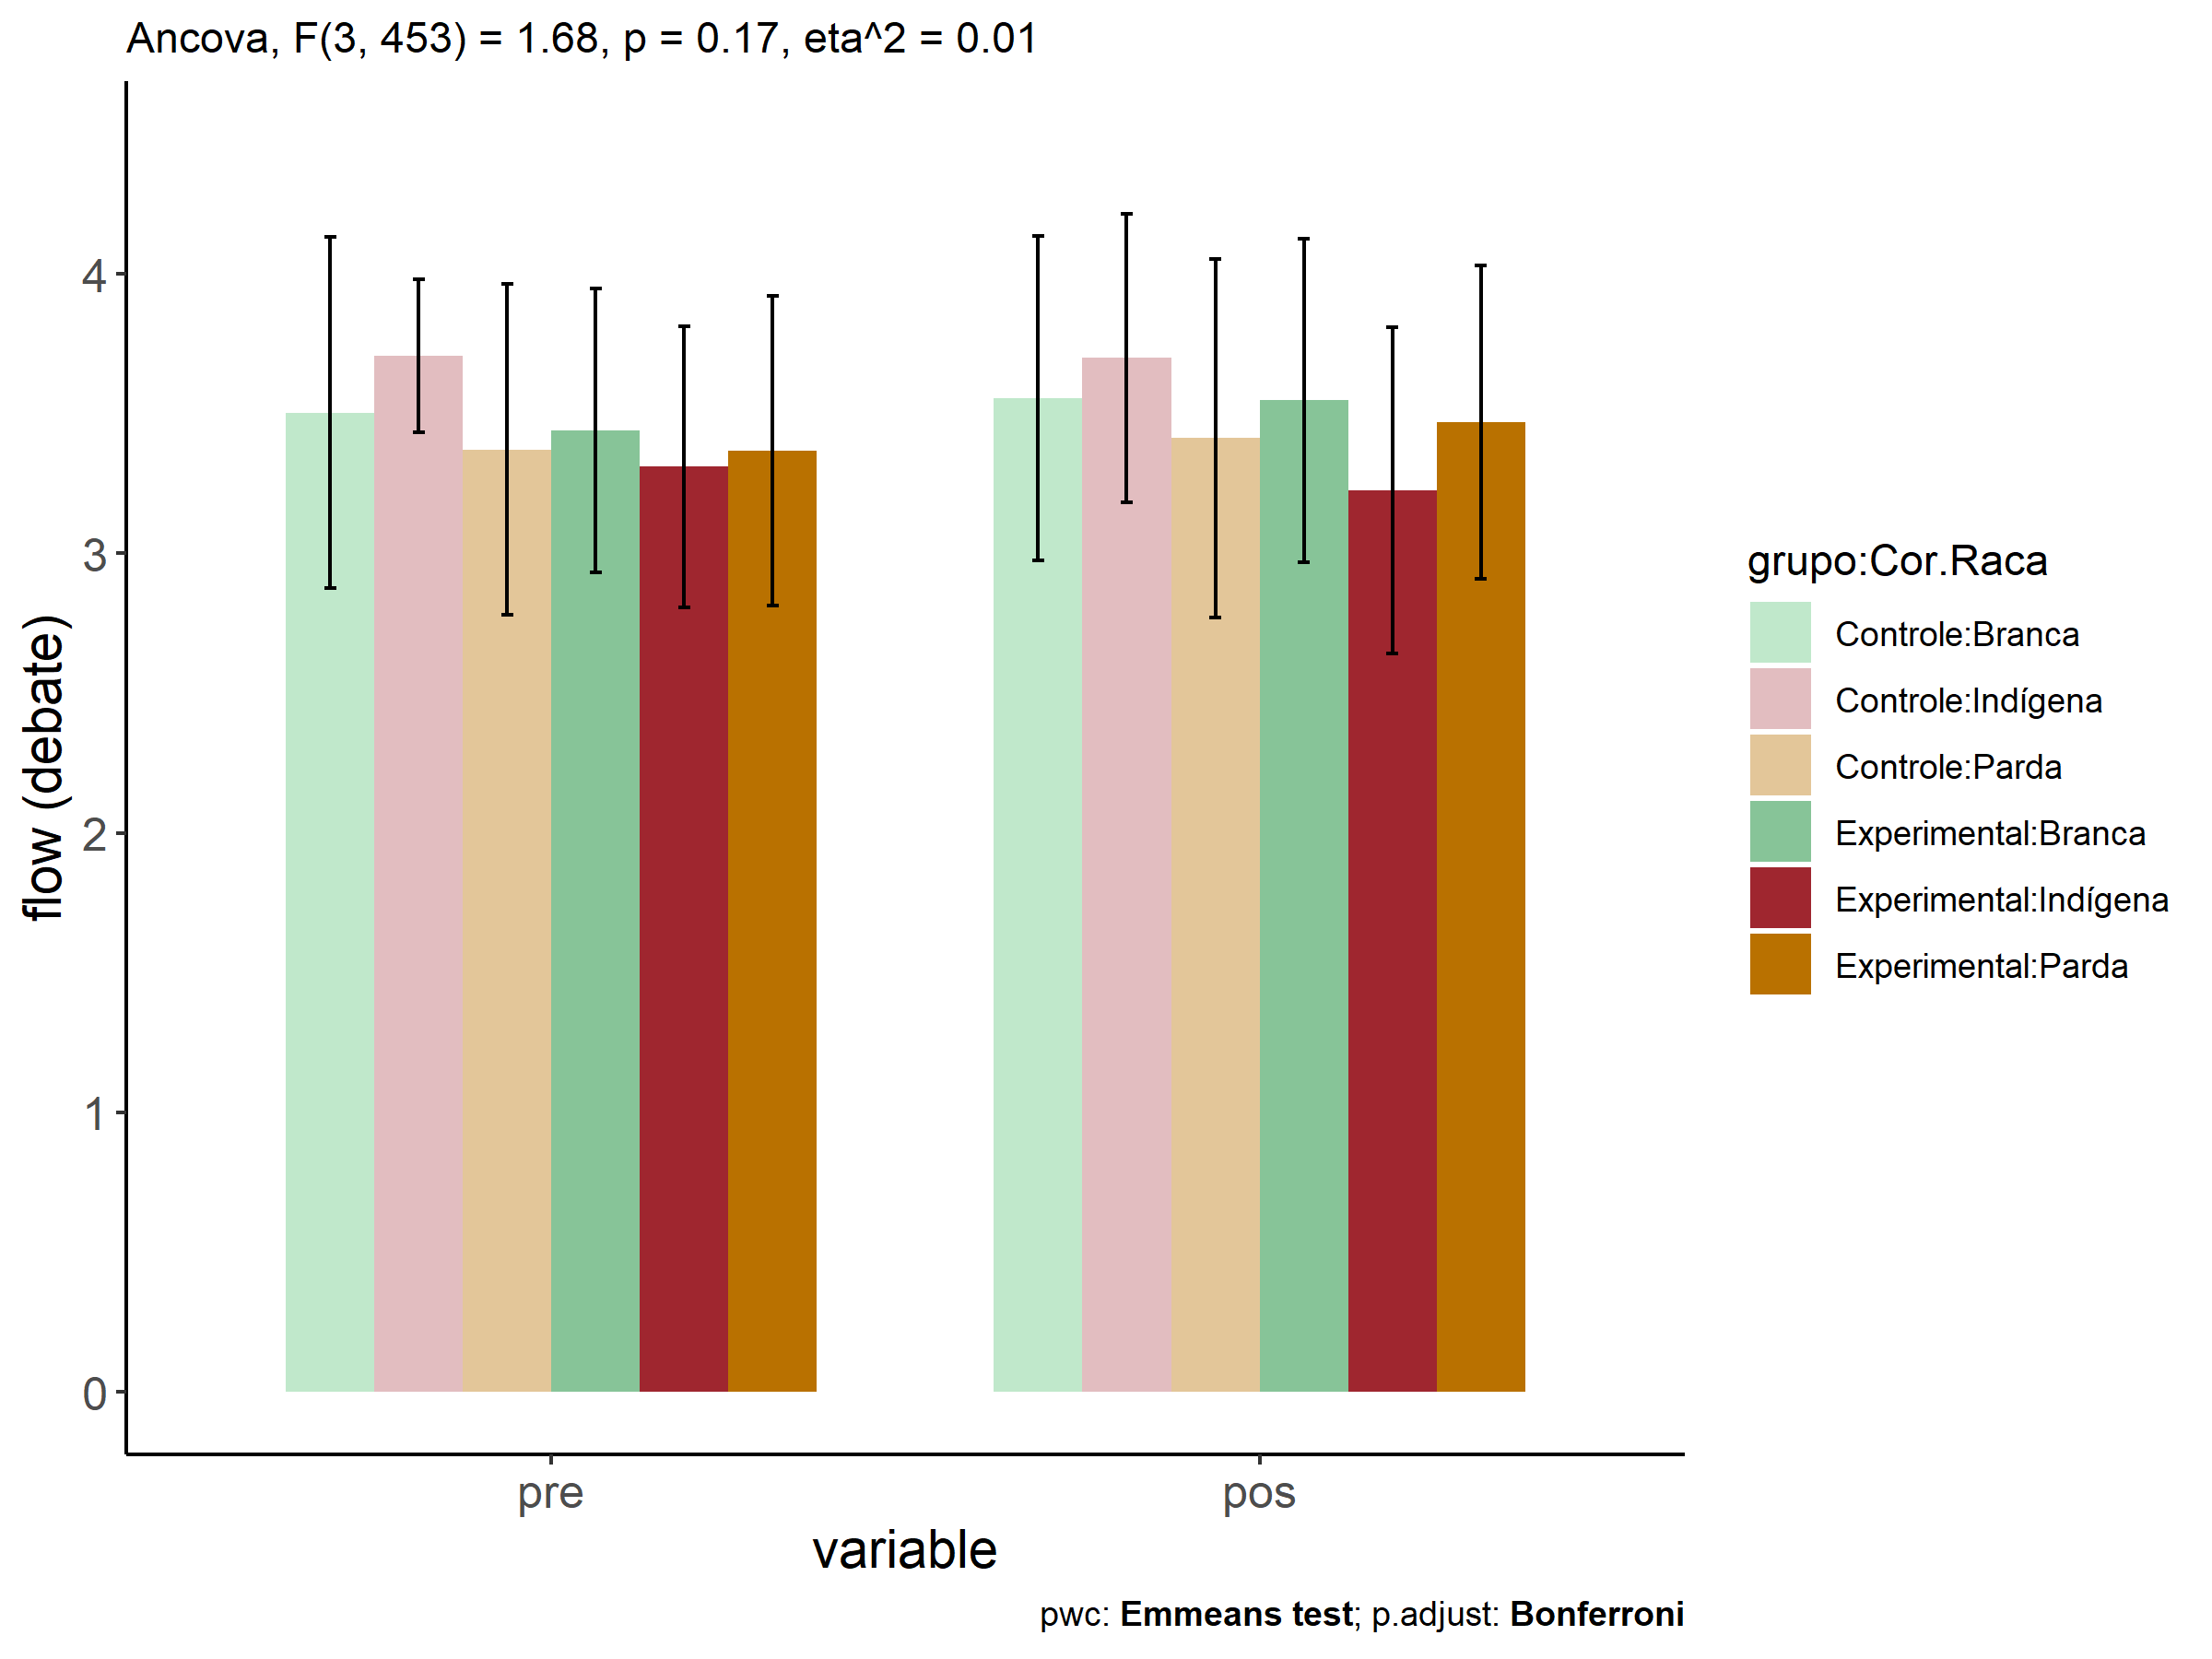 Ancova, F(3, 453) = 1.68, p = 0.17, eta^2 = 0.01
flow (debate)
4
3
2
1
0
pre
pos
variable
grupo:Cor.Raca
Controle:Branca
Controle:Indígena
Controle:Parda
Experimental:Branca
Experimental:Indígena
Experimental:Parda
pwc: Emmeans test; p.adjust: Bonferroni